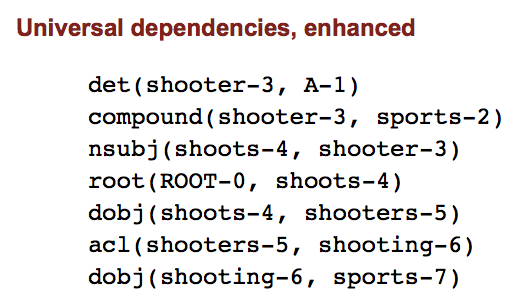 Universal dependencies, enhanced
det(shooter-3, A-1)
compound(shooter-3, sports-2)
nsubj(shoots-4, shooter-3)
root(ROOT-0, shoots-4)
dobj(shoots-4, shooters-5)
acl(shooters-5, shooting-6)
dobj(shooting-6, sports-7)